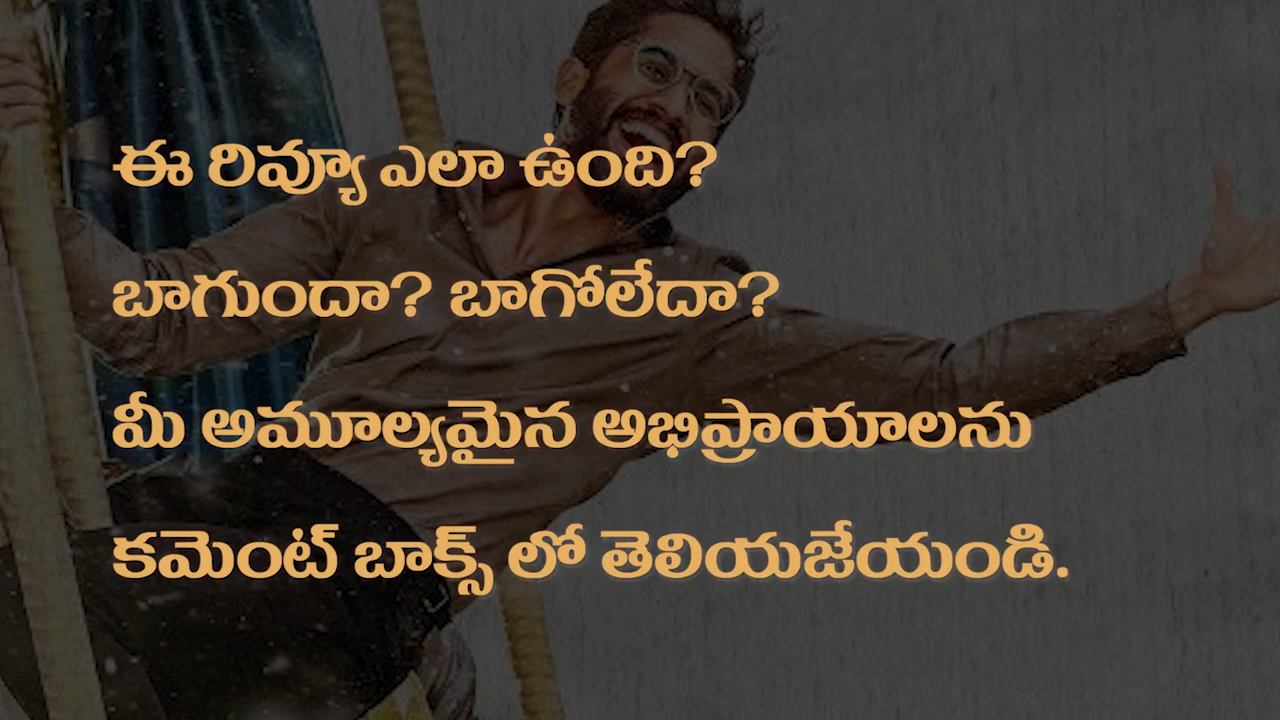 ఈ రివ్యూ ఎలా ఉంది?
బాగుందా? బాగోలేదా?
మీ అమూల్యమైన అభిప్రాయాలను
కమెంట్ బాక్స్ లో తెలియజేయండి.